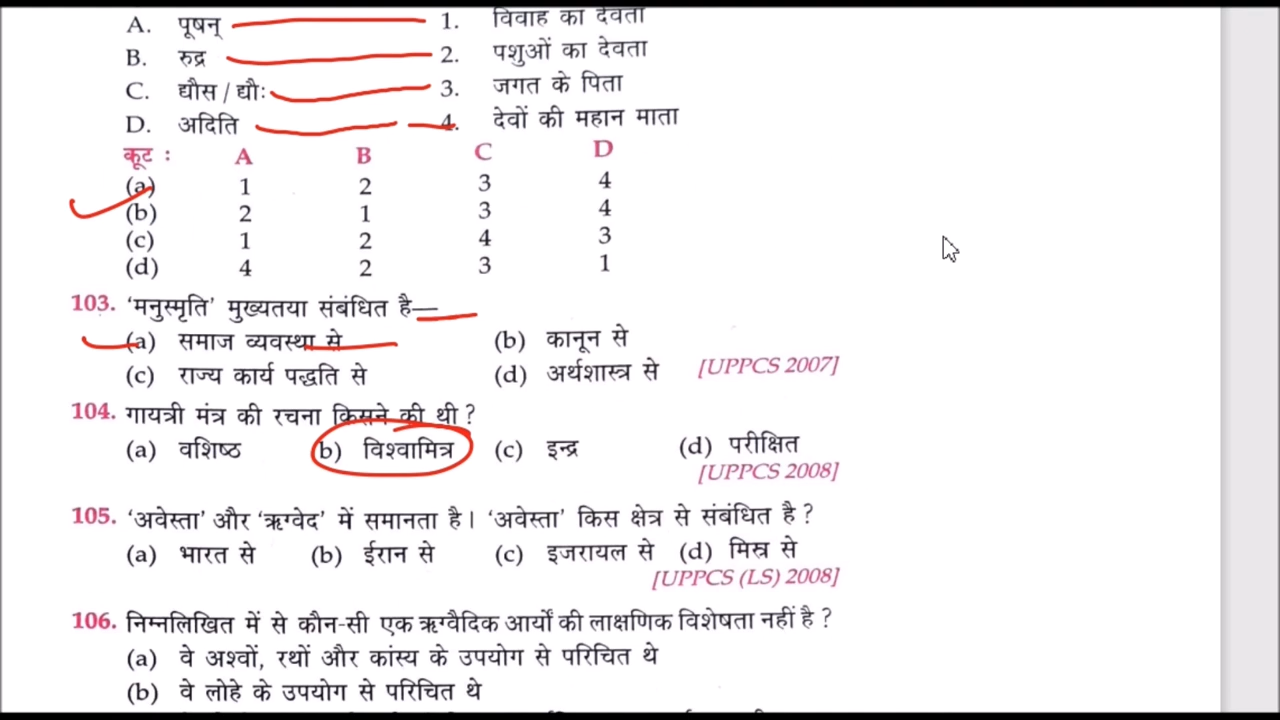 A. पूषन् 1. विवाह का देवता
B. रुद्र 2. पशुओं का देवता
C. द्यौस / द्यौः 3. जगत के पिता
D. अदिति 4. देवों की महान माता
कूट : A B C D
(a) 1 2 3 4
(b) 2 1 3 4
(c) 1 2 4 3
(d) 4 2 3 1
103. ‘मनुस्मृति’ मुख्यतया संबंधित है—
(a) समाज व्यवस्था से (b) कानून से
(c) राज्य कार्य पद्धति से (d) अर्थशास्त्र से [UPPCS 2007]
104. गायत्री मंत्र की रचना किसने की थी ?
(a) वशिष्ठ (b) विश्वामित्र (c) इन्द्र (d) परीक्षित
[UPPCS 2008]
105. ‘अवेस्ता’ और ‘ऋग्वेद’ में समानता है। ‘अवेस्ता’ किस क्षेत्र से संबंधित है ?
(a) भारत से (b) ईरान से (c) इजरायल से (d) मिस्र से
[UPPCS (LS) 2008]
106. निम्नलिखित में से कौन-सी एक ऋग्वैदिक आर्यों की लाक्षणिक विशेषता नहीं है ?
(a) वे अश्वों, रथों और कांस्य के उपयोग से परिचित थे
(b) वे लोहे के उपयोग से परिचित थे